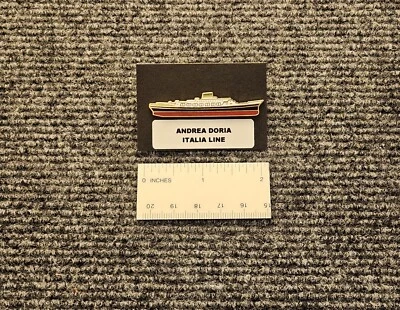 ANDREA DORIA
ITALIA LINE
0 INCHES 1 2
20 19 18 17 16 15